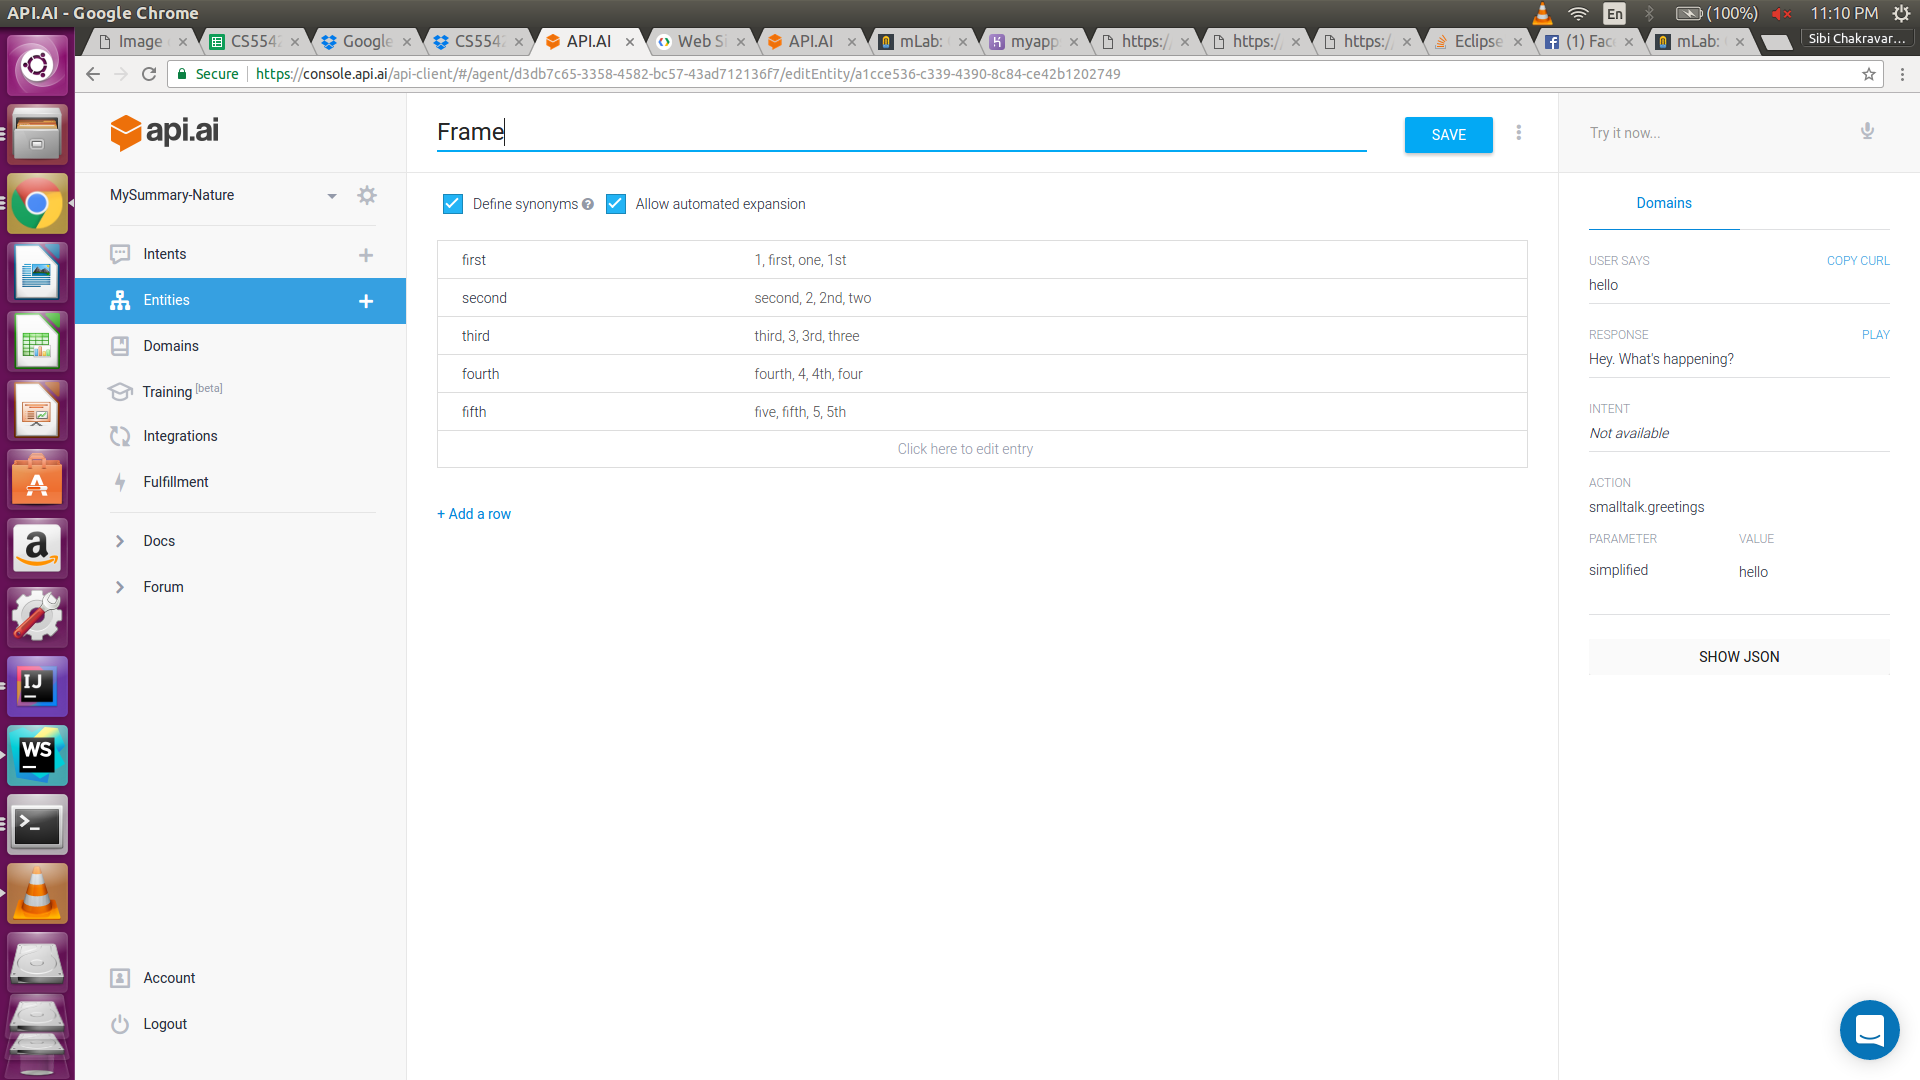 API.AI - Google Chrome
En
(100%)
11:10 PM
Image
CS554
Google
CS554
API.AI
Web S
API.AI
mLab:
myapp
https:/
https:/
https:/
Eclipse
(1) Fac
mLab:
Sibi Chakravar...
Secure
https://console.api.ai/api-client/#/agent/d3db7c65-3358-4582-bc57-43ad712136f7/editEntity/a1cce536-c339-4390-8c84-ce42b1202749
api.ai
Frame
SAVE
Try it now...
MySummary-Nature
Define synonyms
Allow automated expansion
Domains
Intents
Entities
Domains
Training [beta]
Integrations
Fulfillment
Docs
Forum
Account
Logout
first 1, first, one, 1st
second second, 2, 2nd, two
third third, 3, 3rd, three
fourth fourth, 4, 4th, four
fifth five, fifth, 5, 5th
Click here to edit entry
+ Add a row
USER SAYS COPY CURL
hello
RESPONSE PLAY
Hey. What's happening?
INTENT
Not available
ACTION
smalltalk.greetings
PARAMETER VALUE
simplified hello
SHOW JSON
IJ
WS